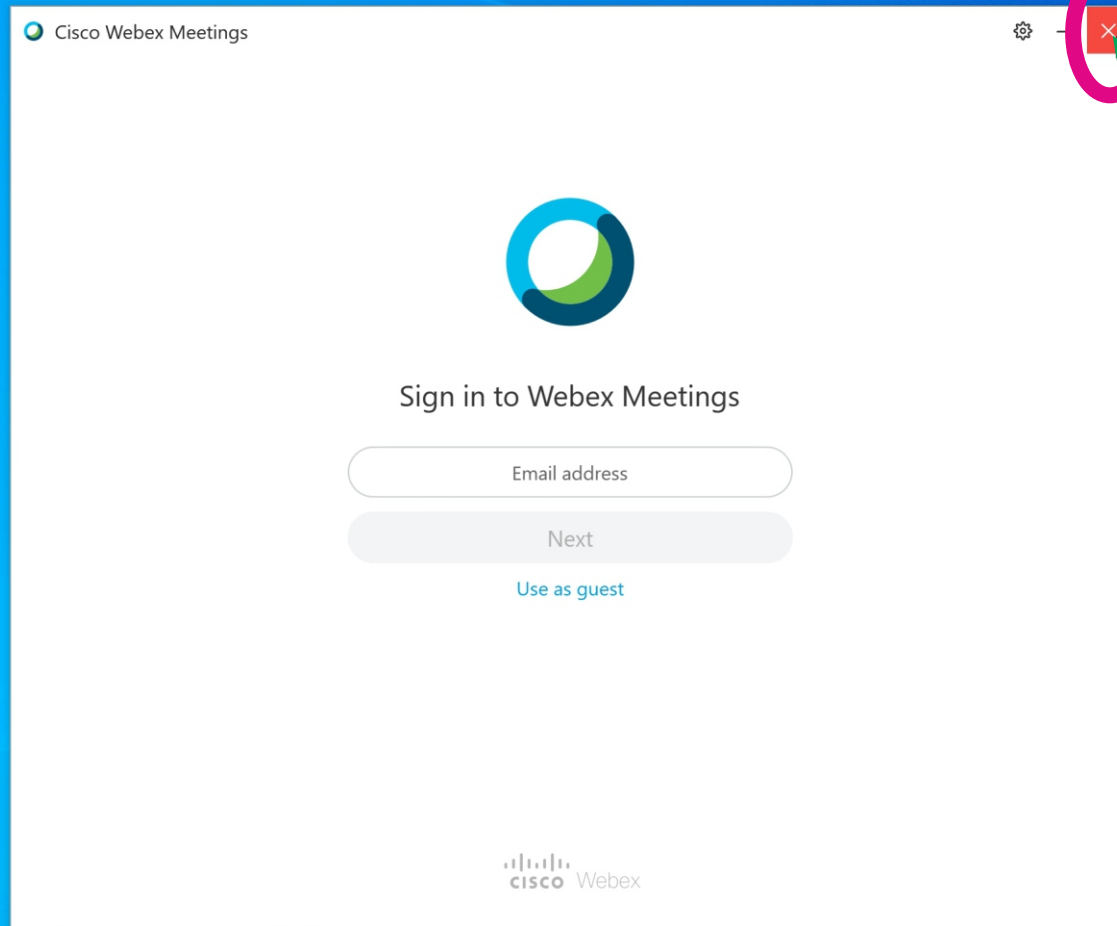 Cisco Webex Meetings
Sign in to Webex Meetings
Email address
Next
Use as guest
CISCO Webex